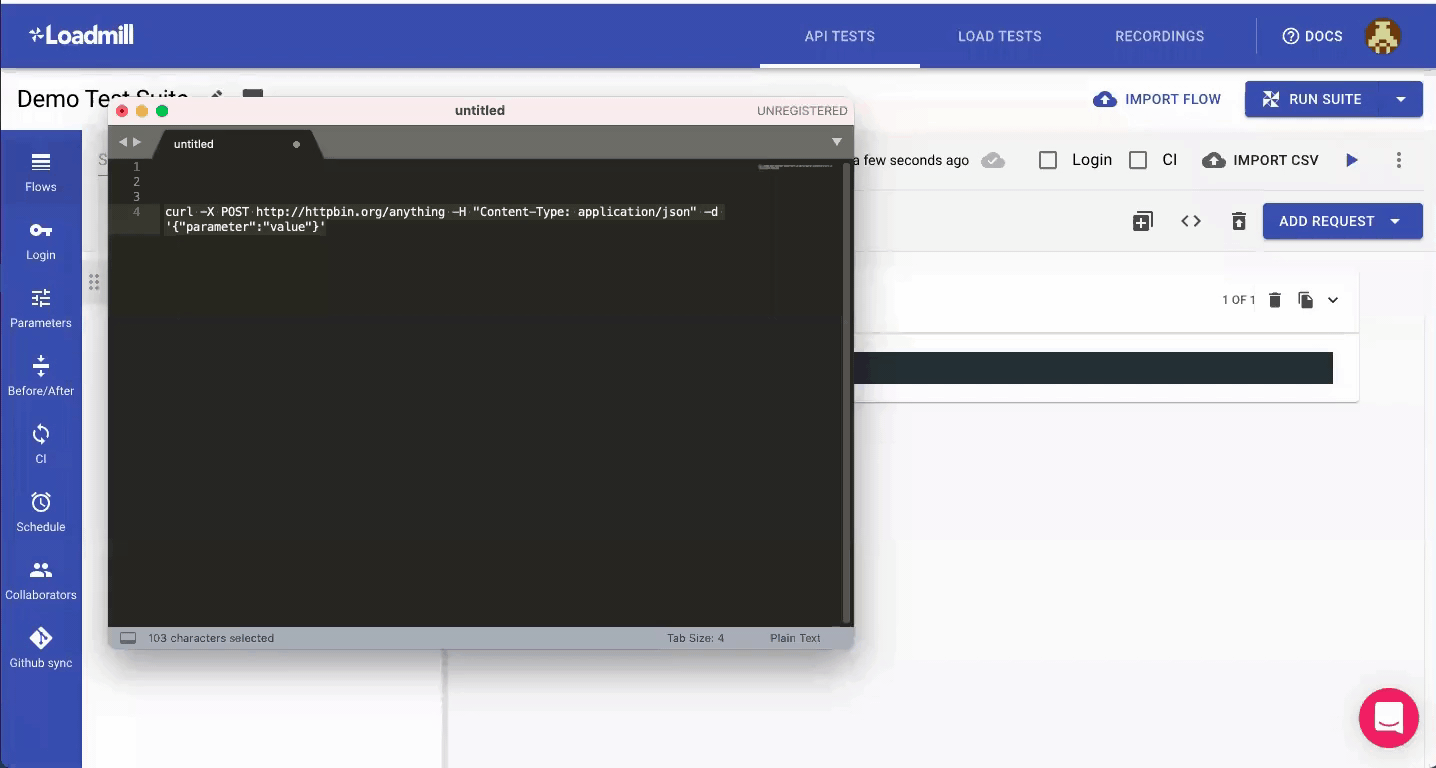 Loadmill
API TESTS
LOAD TESTS
RECORDINGS
DOCS
Demo Test Suite
IMPORT FLOW
RUN SUITE
untitled
UNREGISTERED
untitled
a few seconds ago
Login
CI
IMPORT CSV
ADD REQUEST
1 OF 1
Flows
Login
Parameters
Before/After
CI
Schedule
Collaborators
Github sync
1
2
3
4 curl -X POST http://httpbin.org/anything -H "Content-Type: application/json" -d
'{"parameter":"value"}'
103 characters selected
Tab Size: 4
Plain Text